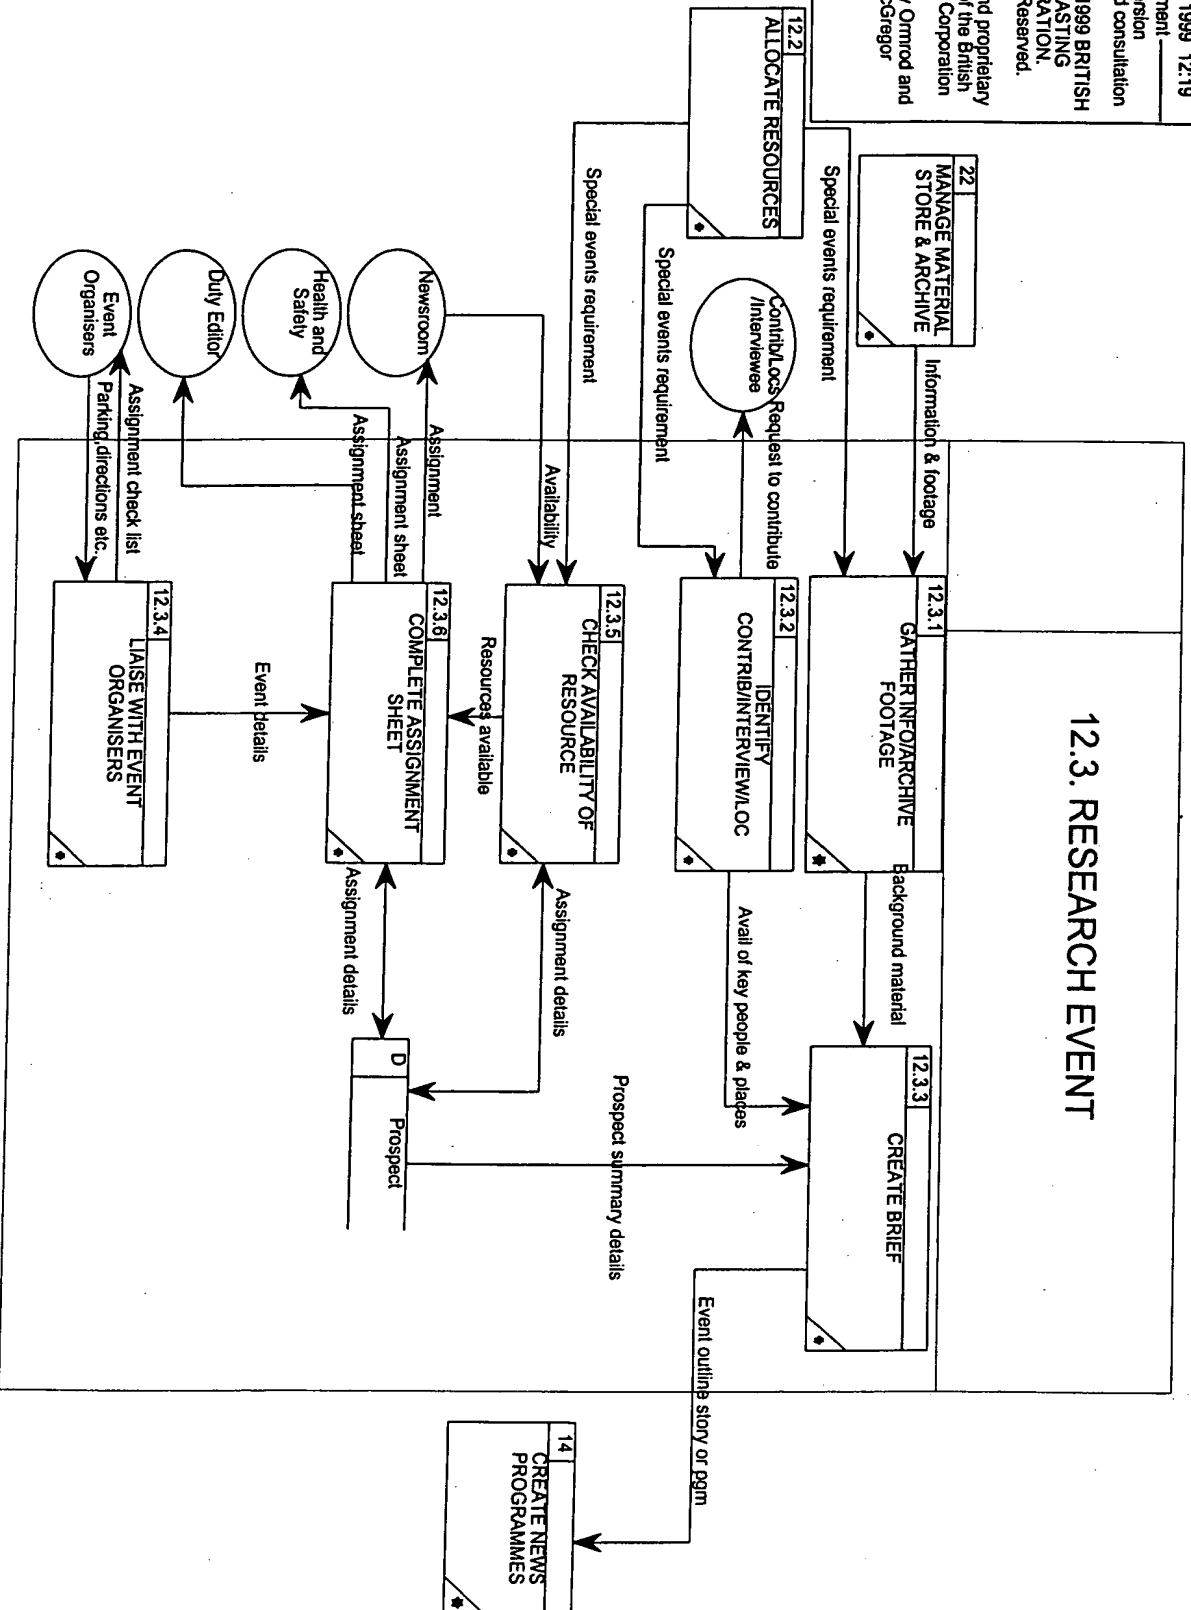 1999 12:19
ment
ersion
d consultation
1999 BRITISH
ASTING
RATION.
Reserved.
nd proprietary
of the British
Corporation
y Ormrod and
cGregor
12.3. RESEARCH EVENT
22
MANAGE MATERIAL
STORE & ARCHIVE
Information & footage
12.2
ALLOCATE RESOURCES
Special events requirement
Special events requirement
Special events requirement
Contrib/Locs
/Interviewee
Request to contribute
12.3.1
GATHER INFO/ARCHIVE
FOOTAGE
Background material
12.3.3
CREATE BRIEF
12.3.2
IDENTIFY
CONTRIB/INTERVIEW/LOC
Avail of key people & places
Prospect summary details
Event outline story or pgm
14
CREATE NEWS
PROGRAMMES
12.3.5
CHECK AVAILABILITY OF
RESOURCE
Availability
Assignment details
Resources available
Newsroom
Assignment
12.3.6
COMPLETE ASSIGNMENT
SHEET
Assignment details
D
Prospect
Health and
Safety
Assignment sheet
Duty Editor
Assignment sheet
Event details
Event
Organisers
Assignment check list
Parking,directions etc.
12.3.4
LIAISE WITH EVENT
ORGANISERS